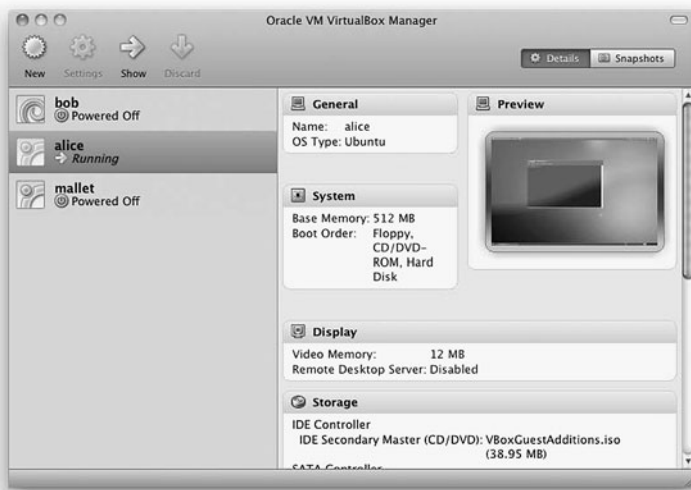 Oracle VM VirtualBox Manager
New Settings Show Discard
Details Snapshots
bob
Powered Off
alice
Running
mallet
Powered Off
General
Name: alice
OS Type: Ubuntu
System
Base Memory: 512 MB
Boot Order: Floppy,
CD/DVD-
ROM, Hard
Disk
Preview
Display
Video Memory: 12 MB
Remote Desktop Server: Disabled
Storage
IDE Controller
IDE Secondary Master (CD/DVD): VBoxGuestAdditions.iso
(38.95 MB)
SATA Controller